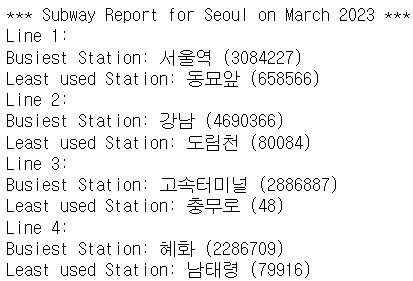 *** Subway Report for Seoul on March 2023 ***
Line 1:
Busiest Station: 서울역 (3084227)
Least used Station: 동묘앞 (658566)
Line 2:
Busiest Station: 강남 (4690366)
Least used Station: 도림천 (80084)
Line 3:
Busiest Station: 고속터미널 (2886887)
Least used Station: 충무로 (48)
Line 4:
Busiest Station: 혜화 (2286709)
Least used Station: 남태령 (79916)